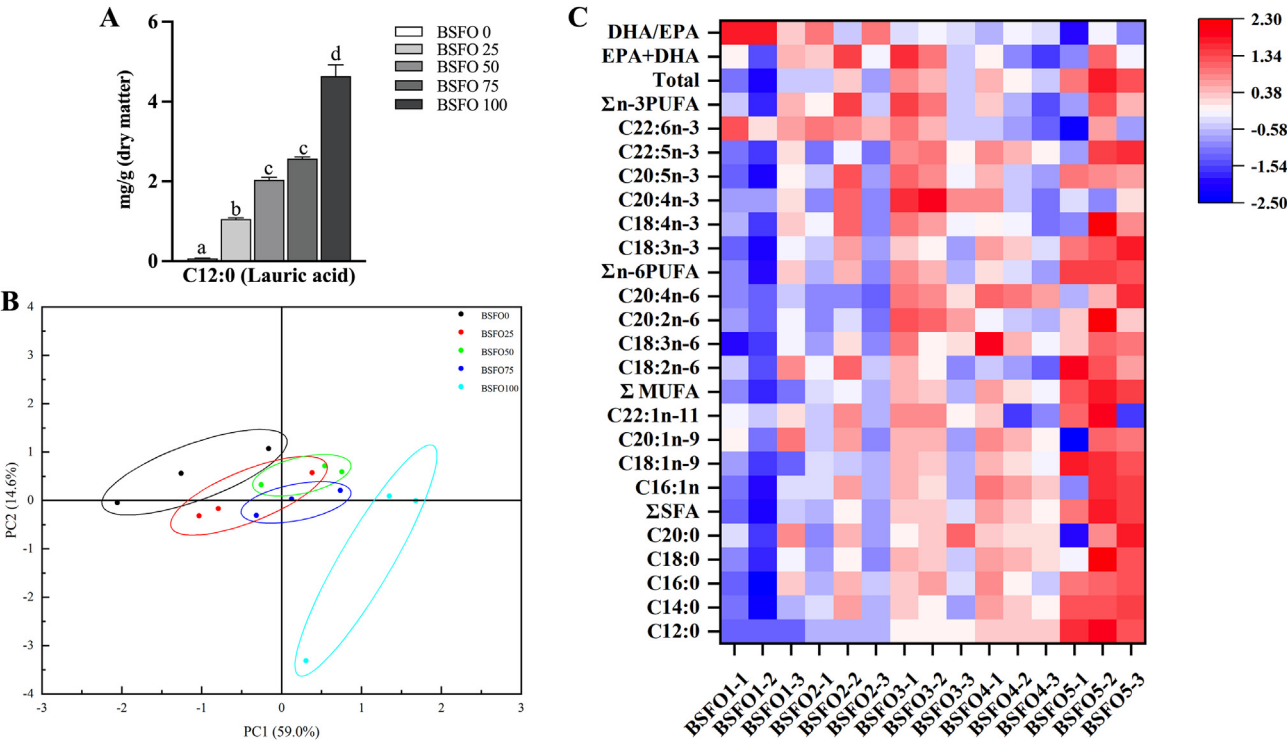 A
6
4
2
0
mg/g (dry matter)
a
b
c
c
d
C12:0 (Lauric acid)
BSFO 0
BSFO 25
BSFO 50
BSFO 75
BSFO 100
B
4
3
2
1
0
-1
-2
-3
-4
PC2 (14.6%)
-3
-2
-1
0
1
2
3
PC1 (59.0%)
BSFO0
BSFO25
BSFO50
BSFO75
BSFO100
C
DHA/EPA
EPA+DHA
Total
Σn-3PUFA
C22:6n-3
C22:5n-3
C20:5n-3
C20:4n-3
C18:4n-3
C18:3n-3
Σn-6PUFA
C20:4n-6
C20:2n-6
C18:3n-6
C18:2n-6
Σ MUFA
C22:1n-11
C20:1n-9
C18:1n-9
C16:1n
ΣSFA
C20:0
C18:0
C16:0
C14:0
C12:0
BSFO1-1
BSFO1-2
BSFO1-3
BSFO2-1
BSFO2-2
BSFO2-3
BSFO3-1
BSFO3-2
BSFO3-3
BSFO4-1
BSFO4-2
BSFO4-3
BSFO5-1
BSFO5-2
BSFO5-3
2.30
1.34
0.38
-0.58
-1.54
-2.50